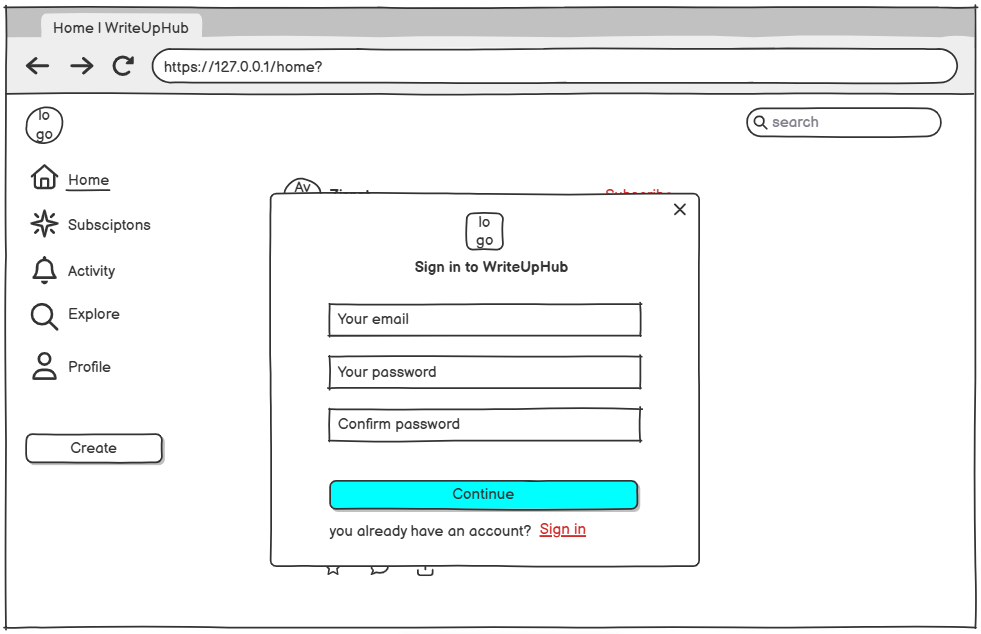 Home | WriteUpHub
https://127.0.0.1/home?
lo
go
search
Home
Subsciptons
Activity
Explore
Profile
Create
Av
Subscribe
lo
go
Sign in to WriteUpHub
Your email
Your password
Confirm password
Continue
you already have an account? Sign in